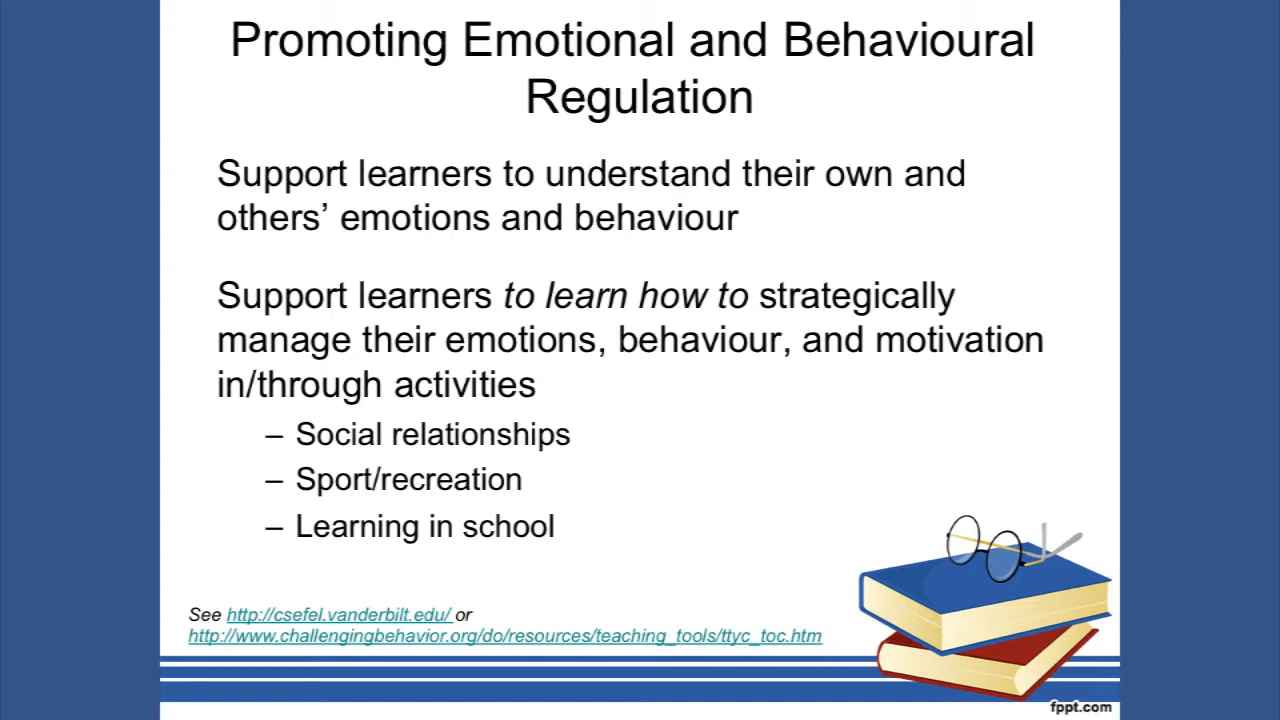 Promoting Emotional and Behavioural
Regulation
Support learners to understand their own and
others’ emotions and behaviour
Support learners to learn how to strategically
manage their emotions, behaviour, and motivation
in/through activities
– Social relationships
– Sport/recreation
– Learning in school
See http://csefel.vanderbilt.edu/ or
http://www.challengingbehavior.org/do/resources/teaching_tools/ttyc_toc.htm
fppt.com